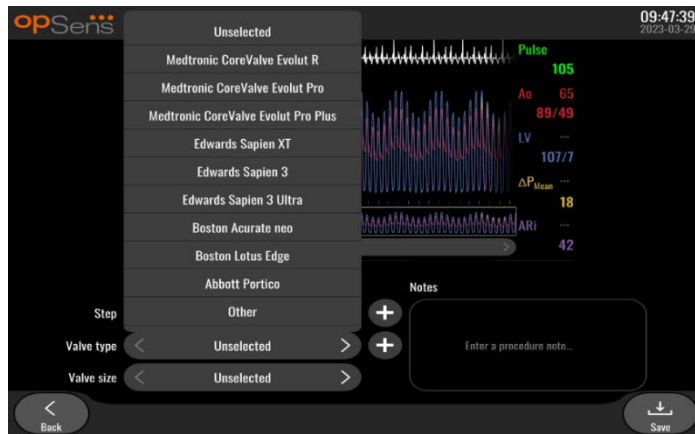 opSens
09:47:39
2023-03-29
Unselected
Medtronic CoreValve Evolut R
Medtronic CoreValve Evolut Pro
Medtronic CoreValve Evolut Pro Plus
Edwards Sapien XT
Edwards Sapien 3
Edwards Sapien 3 Ultra
Boston Acurate neo
Boston Lotus Edge
Abbott Portico
Other
Pulse
105
Ao 65
89/49
LV ---
107/7
ΔPMean ---
18
ARi ---
42
Step
Valve type < Unselected >
Valve size < Unselected >
Notes
Enter a procedure note...
Back
Save